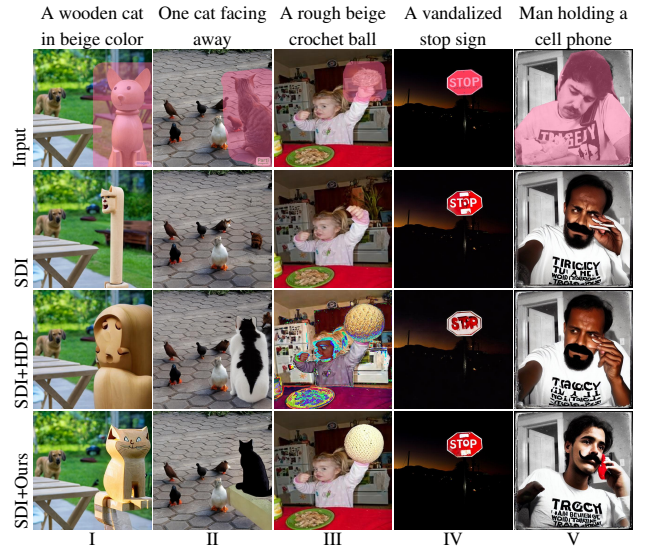 A wooden cat
in beige color
One cat facing
away
A rough beige
crochet ball
A vandalized
stop sign
Man holding a
cell phone
Input
STOP
SDI
STOP
SDI+HDP
STOP
SDI+Ours
STOP
I
II
III
IV
V